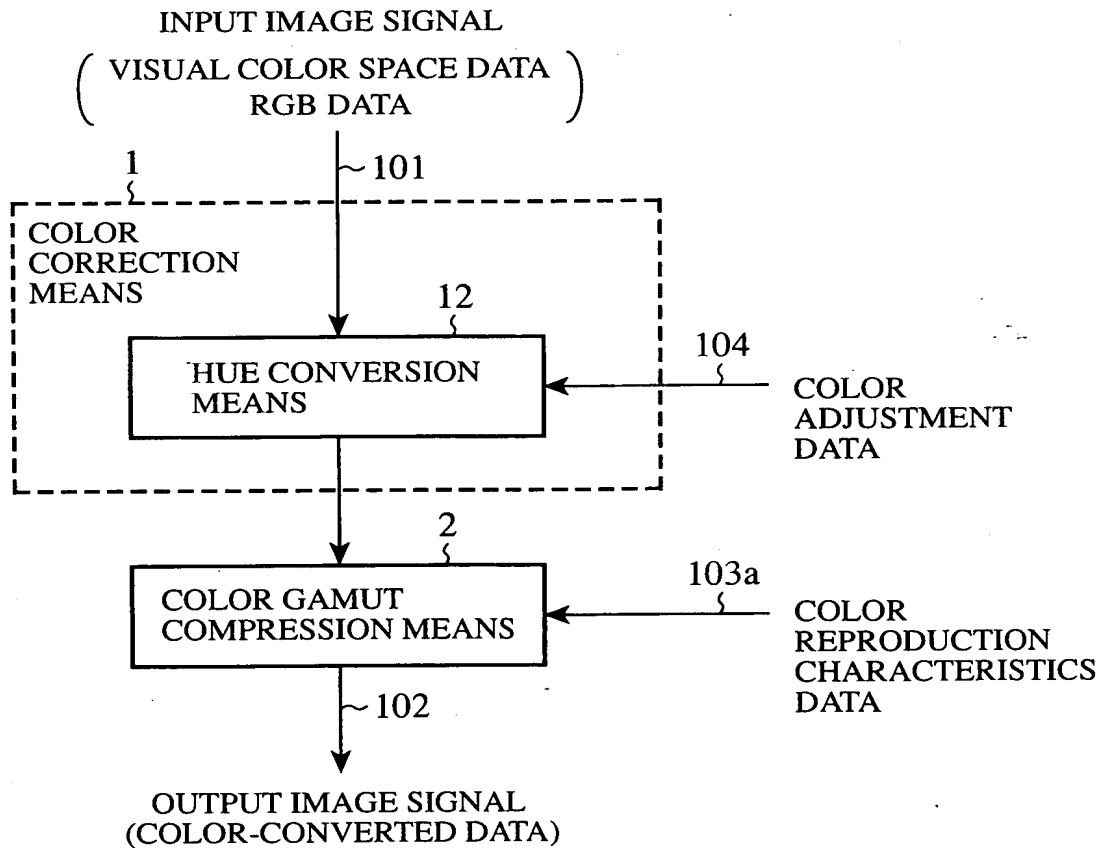 INPUT IMAGE SIGNAL
( VISUAL COLOR SPACE DATA
RGB DATA )
101
1
COLOR
CORRECTION
MEANS
12
HUE CONVERSION
MEANS
104
COLOR
ADJUSTMENT
DATA
2
COLOR GAMUT
COMPRESSION MEANS
103a
COLOR
REPRODUCTION
CHARACTERISTICS
DATA
102
OUTPUT IMAGE SIGNAL
(COLOR-CONVERTED DATA)